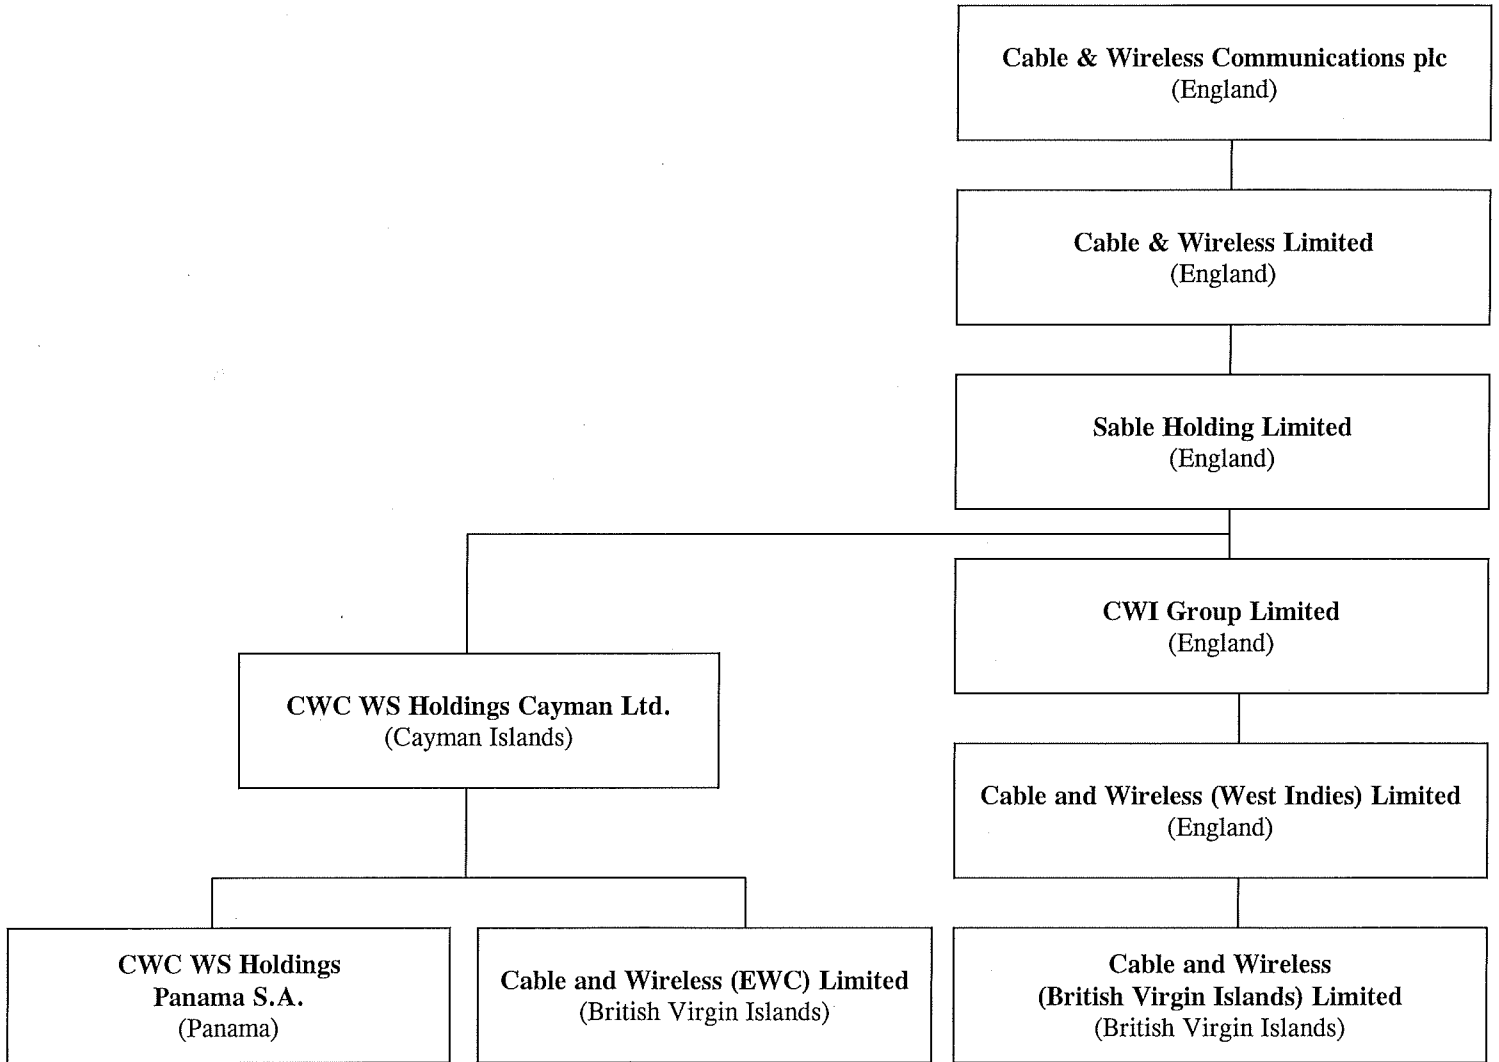 Cable & Wireless Communications plc
(England)
Cable & Wireless Limited
(England)
Sable Holding Limited
(England)
CWI Group Limited
(England)
CWC WS Holdings Cayman Ltd.
(Cayman Islands)
Cable and Wireless (West Indies) Limited
(England)
CWC WS Holdings
Panama S.A.
(Panama)
Cable and Wireless (EWC) Limited
(British Virgin Islands)
Cable and Wireless
(British Virgin Islands) Limited
(British Virgin Islands)